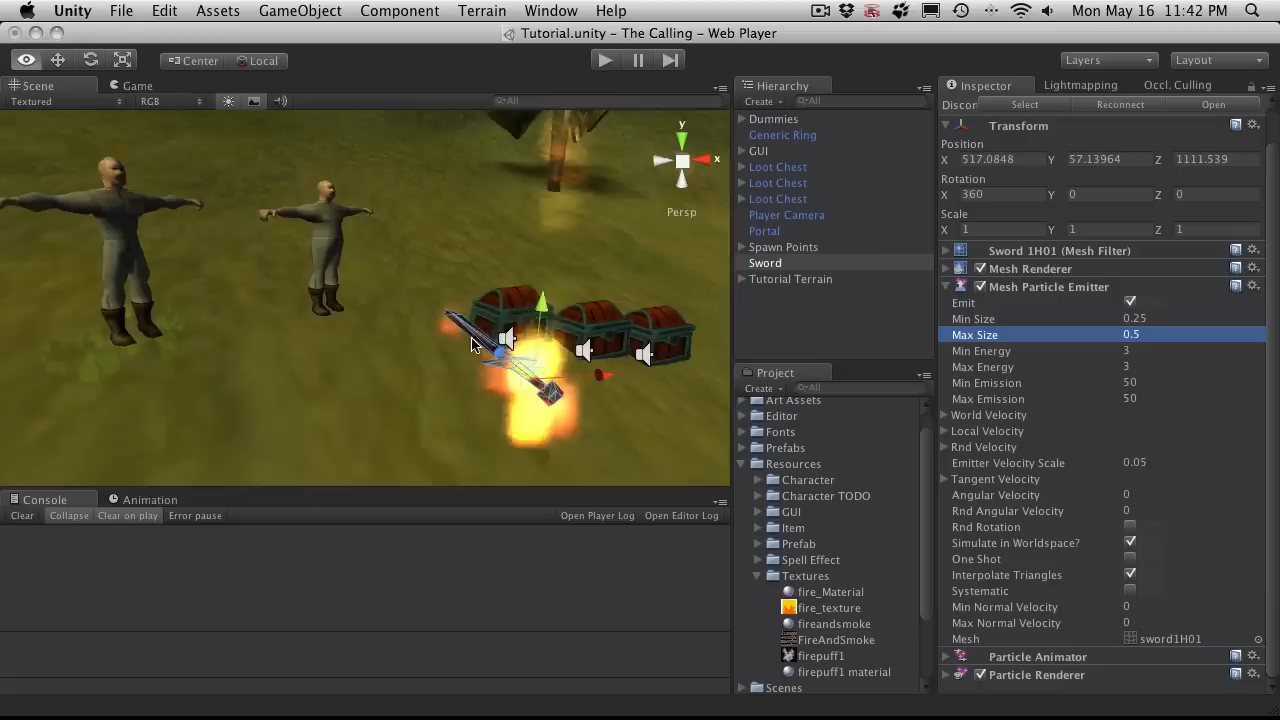 Unity File Edit Assets GameObject Component Terrain Window Help Mon May 16 11:42 PM
Tutorial.unity - The Calling - Web Player
Center Local Layers Layout
Scene Game
Textured RGB All
y
x
z
Persp
Hierarchy
Create All
Dummies
Generic Ring
GUI
Loot Chest
Loot Chest
Loot Chest
Player Camera
Portal
Spawn Points
Sword
Tutorial Terrain
Project
Create All
Art Assets
Editor
Fonts
Prefabs
Resources
Character
Character TODO
GUI
Item
Prefab
Spell Effect
Textures
fire_Material
fire_texture
fireandsmoke
FireAndSmoke
firepuff1
firepuff1 material
Scenes
Inspector Lightmapping Occl. Culling
Discor Select Reconnect Open
Transform
Position
X 517.0848 Y 57.13964 Z 1111.539
Rotation
X 360 Y 0 Z 0
Scale
X 1 Y 1 Z 1
Sword 1H01 (Mesh Filter)
Mesh Renderer
Mesh Particle Emitter
Emit
Min Size 0.25
Max Size 0.5
Min Energy 3
Max Energy 3
Min Emission 50
Max Emission 50
World Velocity
Local Velocity
Rnd Velocity
Emitter Velocity Scale 0.05
Tangent Velocity
Angular Velocity 0
Rnd Angular Velocity 0
Rnd Rotation
Simulate in Worldspace?
One Shot
Interpolate Triangles
Systematic
Min Normal Velocity 0
Max Normal Velocity 0
Mesh sword1H01
Particle Animator
Particle Renderer
Console Animation
Clear Collapse Clear on play Error pause Open Player Log Open Editor Log